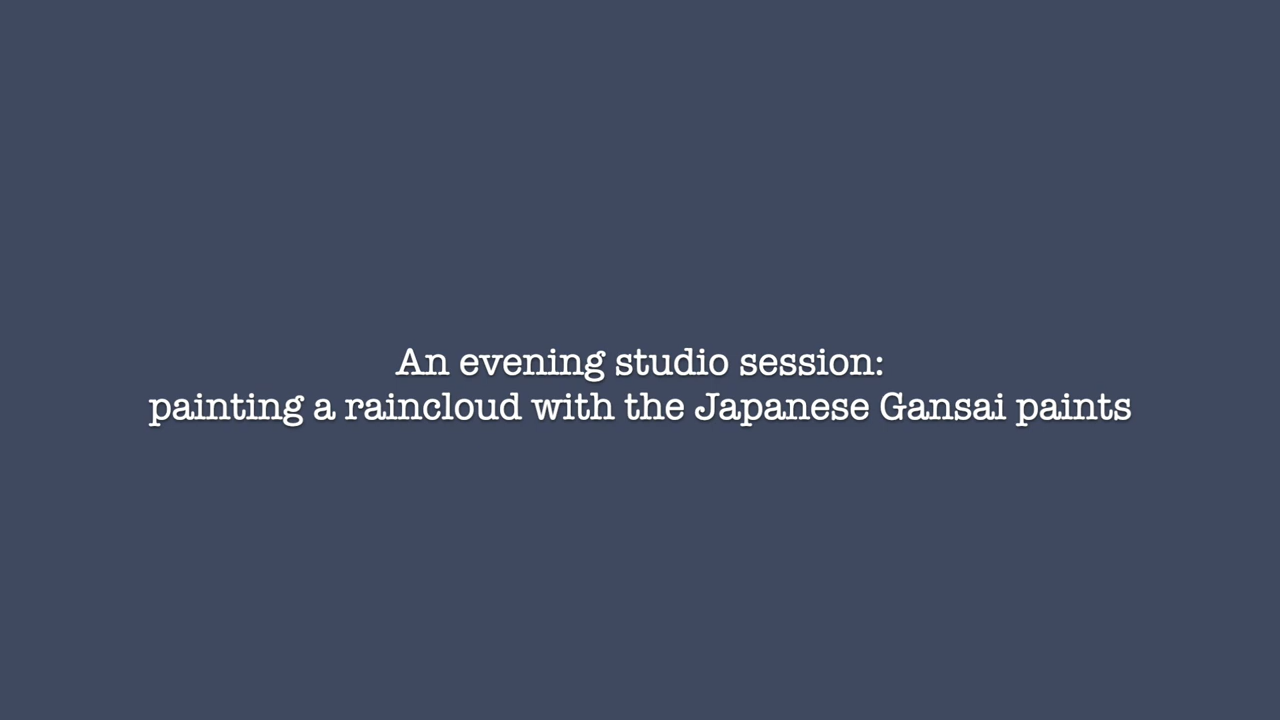 An evening studio session:
painting a raincloud with the Japanese Gansai paints